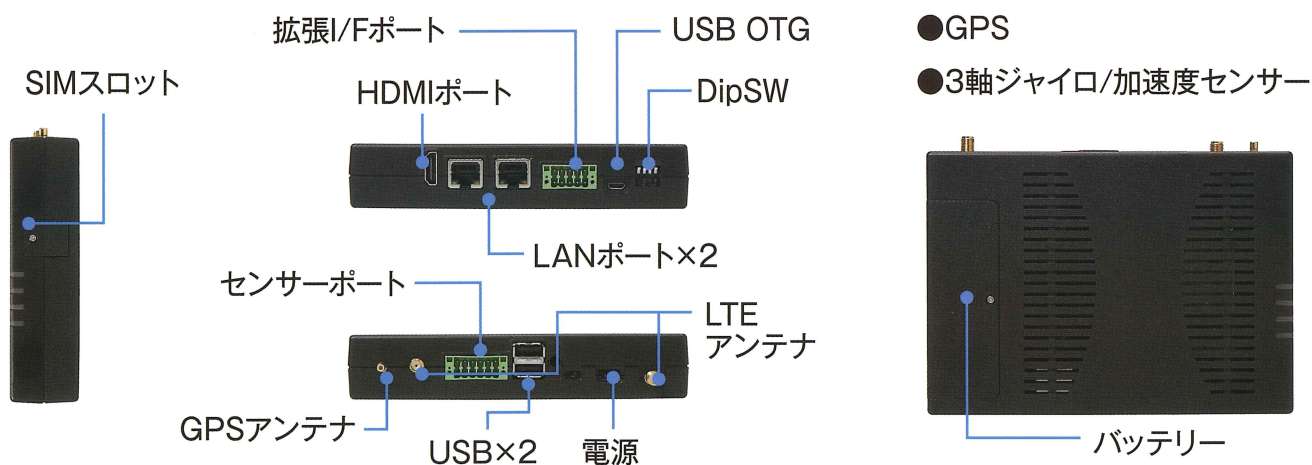 SIMスロット
拡張I/Fポート
HDMIポート
USB OTG
DipSW
LANポート×2
センサーポート
LTE
アンテナ
GPSアンテナ
USB×2
電源
●GPS
●3軸ジャイロ/加速度センサー
バッテリー